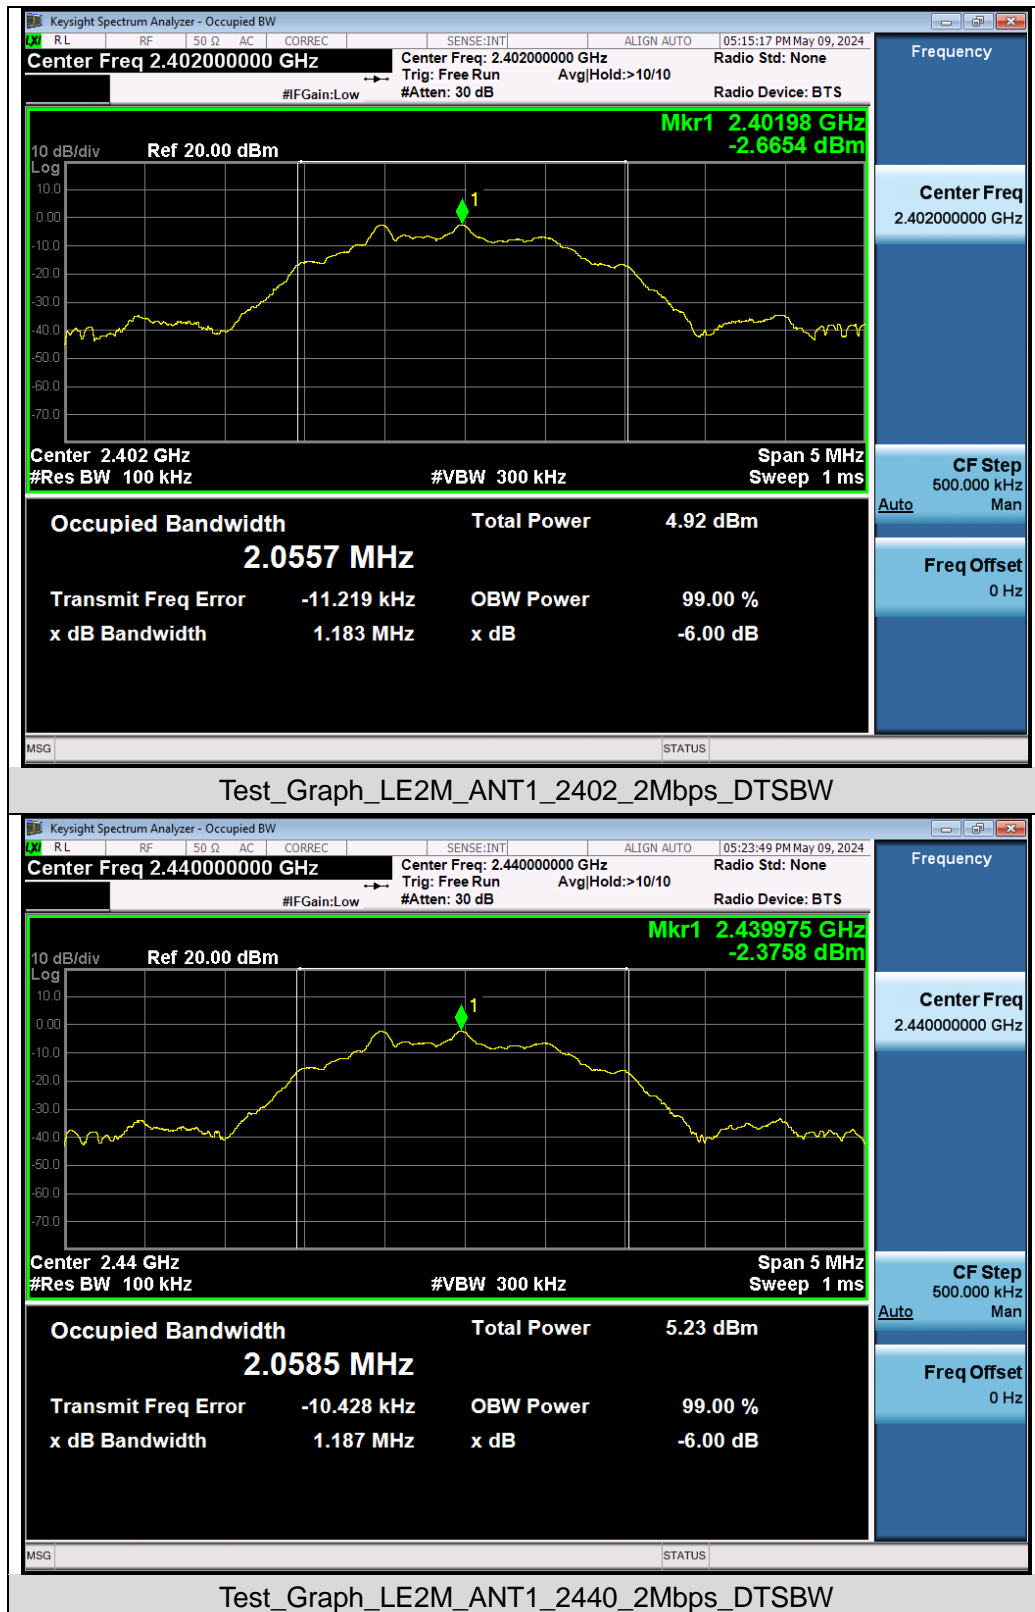 Keysight Spectrum Analyzer - Occupied BW
LXI RL RF 50 Ω AC CORREC SENSE:INT ALIGN AUTO 05:15:17 PM May 09, 2024
Center Freq 2.402000000 GHz
Center Freq: 2.402000000 GHz Radio Std: None
Trig: Free Run Avg|Hold:>10/10
#IFGain:Low #Atten: 30 dB Radio Device: BTS
Mkr1 2.40198 GHz
-2.6654 dBm
10 dB/div Ref 20.00 dBm
Log
10.0
1
0.00
-10.0
-20.0
-30.0
-40.0
-50.0
-60.0
-70.0
Center 2.402 GHz Span 5 MHz
#Res BW 100 kHz #VBW 300 kHz Sweep 1 ms
Occupied Bandwidth Total Power 4.92 dBm
2.0557 MHz
Transmit Freq Error -11.219 kHz OBW Power 99.00 %
x dB Bandwidth 1.183 MHz x dB -6.00 dB
MSG STATUS
Frequency
Center Freq
2.402000000 GHz
CF Step
500.000 kHz
Auto Man
Freq Offset
0 Hz
Test_Graph_LE2M_ANT1_2402_2Mbps_DTSBW
Keysight Spectrum Analyzer - Occupied BW
LXI RL RF 50 Ω AC CORREC SENSE:INT ALIGN AUTO 05:23:49 PM May 09, 2024
Center Freq 2.440000000 GHz
Center Freq: 2.440000000 GHz Radio Std: None
Trig: Free Run Avg|Hold:>10/10
#IFGain:Low #Atten: 30 dB Radio Device: BTS
Mkr1 2.439975 GHz
-2.3758 dBm
10 dB/div Ref 20.00 dBm
Log
10.0
1
0.00
-10.0
-20.0
-30.0
-40.0
-50.0
-60.0
-70.0
Center 2.44 GHz Span 5 MHz
#Res BW 100 kHz #VBW 300 kHz Sweep 1 ms
Occupied Bandwidth Total Power 5.23 dBm
2.0585 MHz
Transmit Freq Error -10.428 kHz OBW Power 99.00 %
x dB Bandwidth 1.187 MHz x dB -6.00 dB
MSG STATUS
Frequency
Center Freq
2.440000000 GHz
CF Step
500.000 kHz
Auto Man
Freq Offset
0 Hz
Test_Graph_LE2M_ANT1_2440_2Mbps_DTSBW